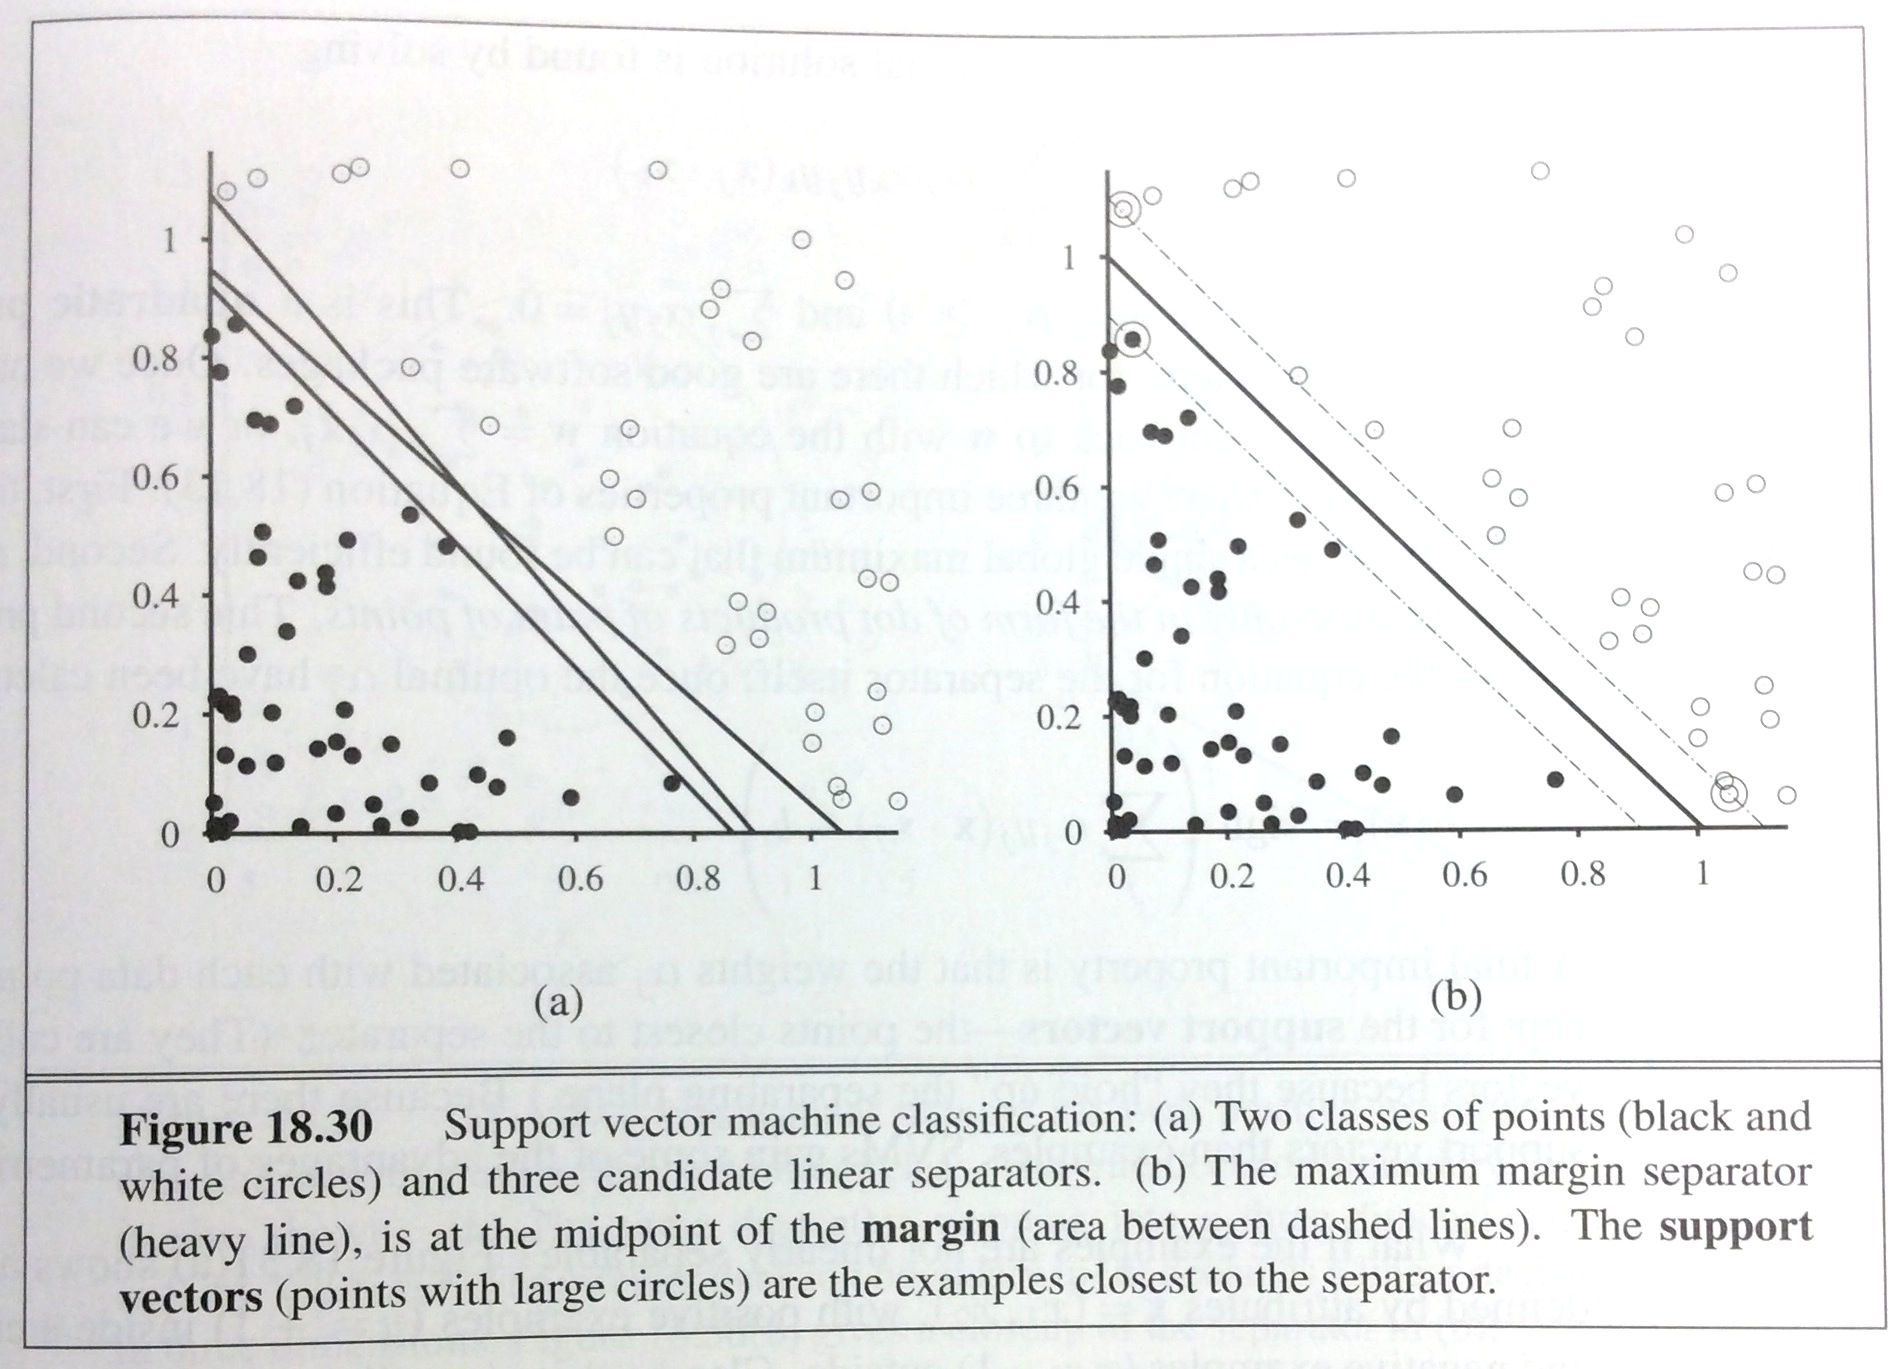 1
0.8
0.6
0.4
0.2
0
0 0.2 0.4 0.6 0.8 1
(a)
1
0.8
0.6
0.4
0.2
0
0 0.2 0.4 0.6 0.8 1
(b)
Figure 18.30 Support vector machine classification: (a) Two classes of points (black and
white circles) and three candidate linear separators. (b) The maximum margin separator
(heavy line), is at the midpoint of the margin (area between dashed lines). The support
vectors (points with large circles) are the examples closest to the separator.